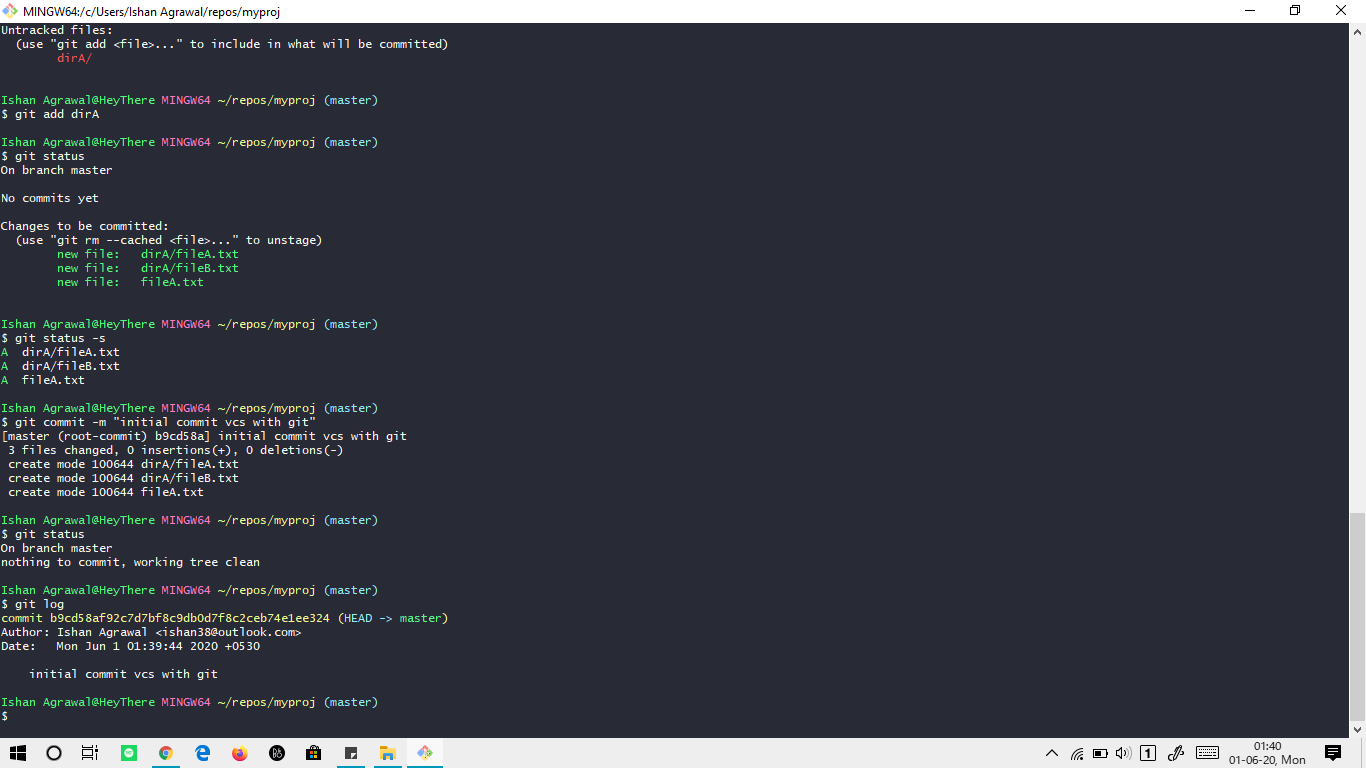 MINGW64:/c/Users/Ishan Agrawal/repos/myproj
Untracked files:
  (use "git add <file>..." to include in what will be committed)
        dirA/
Ishan Agrawal@HeyThere MINGW64 ~/repos/myproj (master)
$ git add dirA
Ishan Agrawal@HeyThere MINGW64 ~/repos/myproj (master)
$ git status
On branch master
No commits yet
Changes to be committed:
  (use "git rm --cached <file>..." to unstage)
        new file:   dirA/fileA.txt
        new file:   dirA/fileB.txt
        new file:   fileA.txt
Ishan Agrawal@HeyThere MINGW64 ~/repos/myproj (master)
$ git status -s
A  dirA/fileA.txt
A  dirA/fileB.txt
A  fileA.txt
Ishan Agrawal@HeyThere MINGW64 ~/repos/myproj (master)
$ git commit -m "initial commit vcs with git"
[master (root-commit) b9cd58a] initial commit vcs with git
 3 files changed, 0 insertions(+), 0 deletions(-)
 create mode 100644 dirA/fileA.txt
 create mode 100644 dirA/fileB.txt
 create mode 100644 fileA.txt
Ishan Agrawal@HeyThere MINGW64 ~/repos/myproj (master)
$ git status
On branch master
nothing to commit, working tree clean
Ishan Agrawal@HeyThere MINGW64 ~/repos/myproj (master)
$ git log
commit b9cd58af92c7d7bf8c9db0d7f8c2ceb74e1ee324 (HEAD -> master)
Author: Ishan Agrawal <ishan38@outlook.com>
Date:   Mon Jun 1 01:39:44 2020 +0530
    initial commit vcs with git
Ishan Agrawal@HeyThere MINGW64 ~/repos/myproj (master)
$
1
01:40
01-06-20, Mon